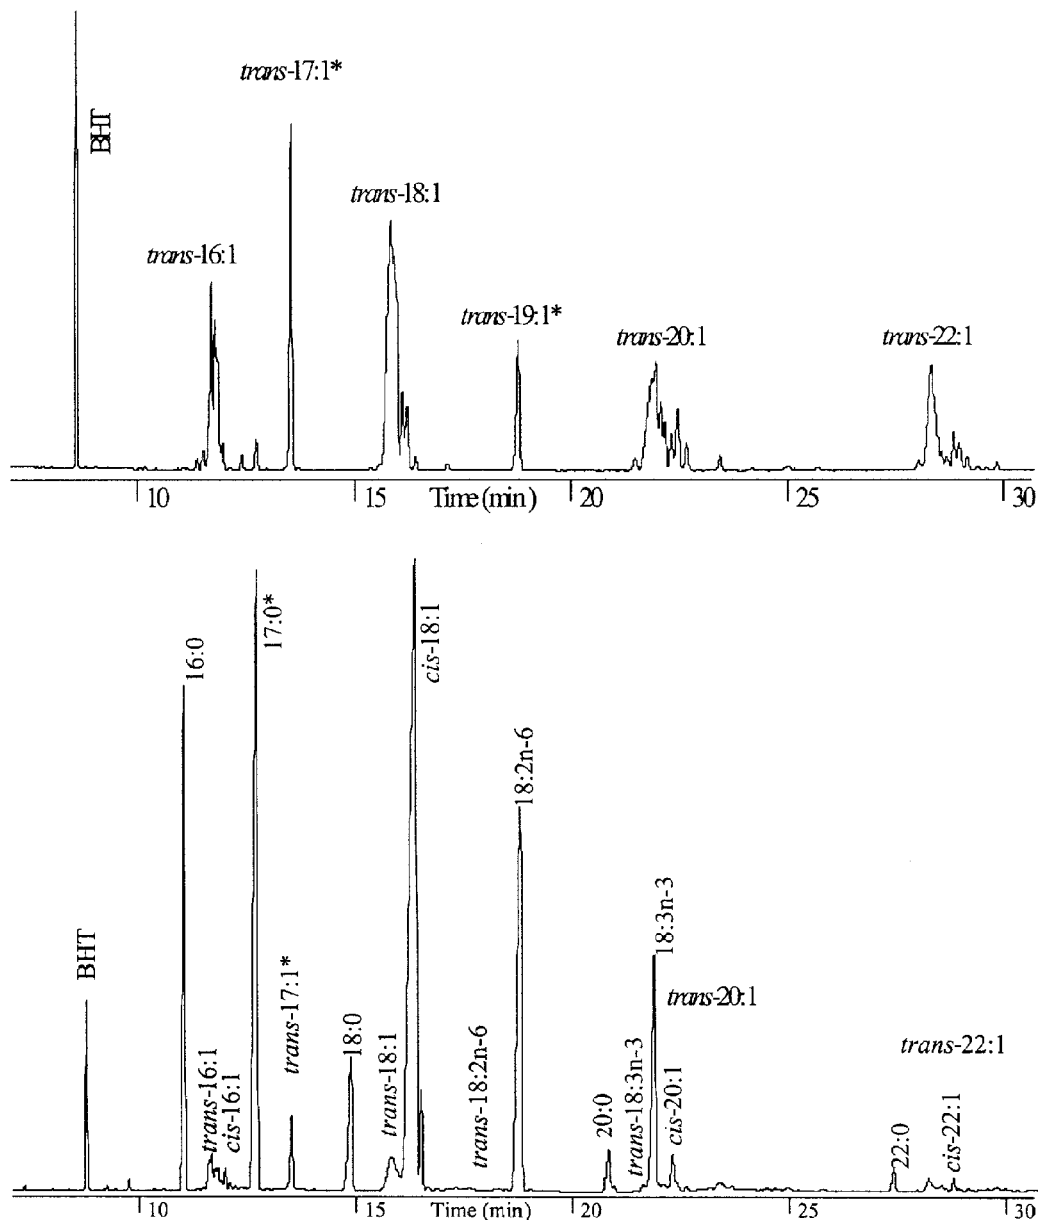 trans-17:1*
BHT
trans-18:1
trans-16:1
trans-19:1*
trans-20:1
trans-22:1
10 15 Time (min) 20 25 30
16:0
17:0*
cis-18:1
18:2n-6
BHT
trans-16:1
cis-16:1
trans-17:1*
18:0
trans-18:1
trans-18:2n-6
20:0
trans-18:3n-3
18:3n-3
cis-20:1
trans-20:1
22:0
trans-22:1
cis-22:1
10 15 Time (min) 20 25 30